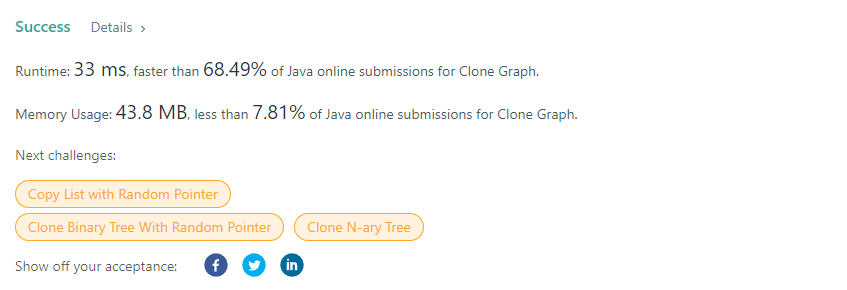 Success Details >
Runtime: 33 ms, faster than 68.49% of Java online submissions for Clone Graph.
Memory Usage: 43.8 MB, less than 7.81% of Java online submissions for Clone Graph.
Next challenges:
Copy List with Random Pointer
Clone Binary Tree With Random Pointer Clone N-ary Tree
Show off your acceptance: f in